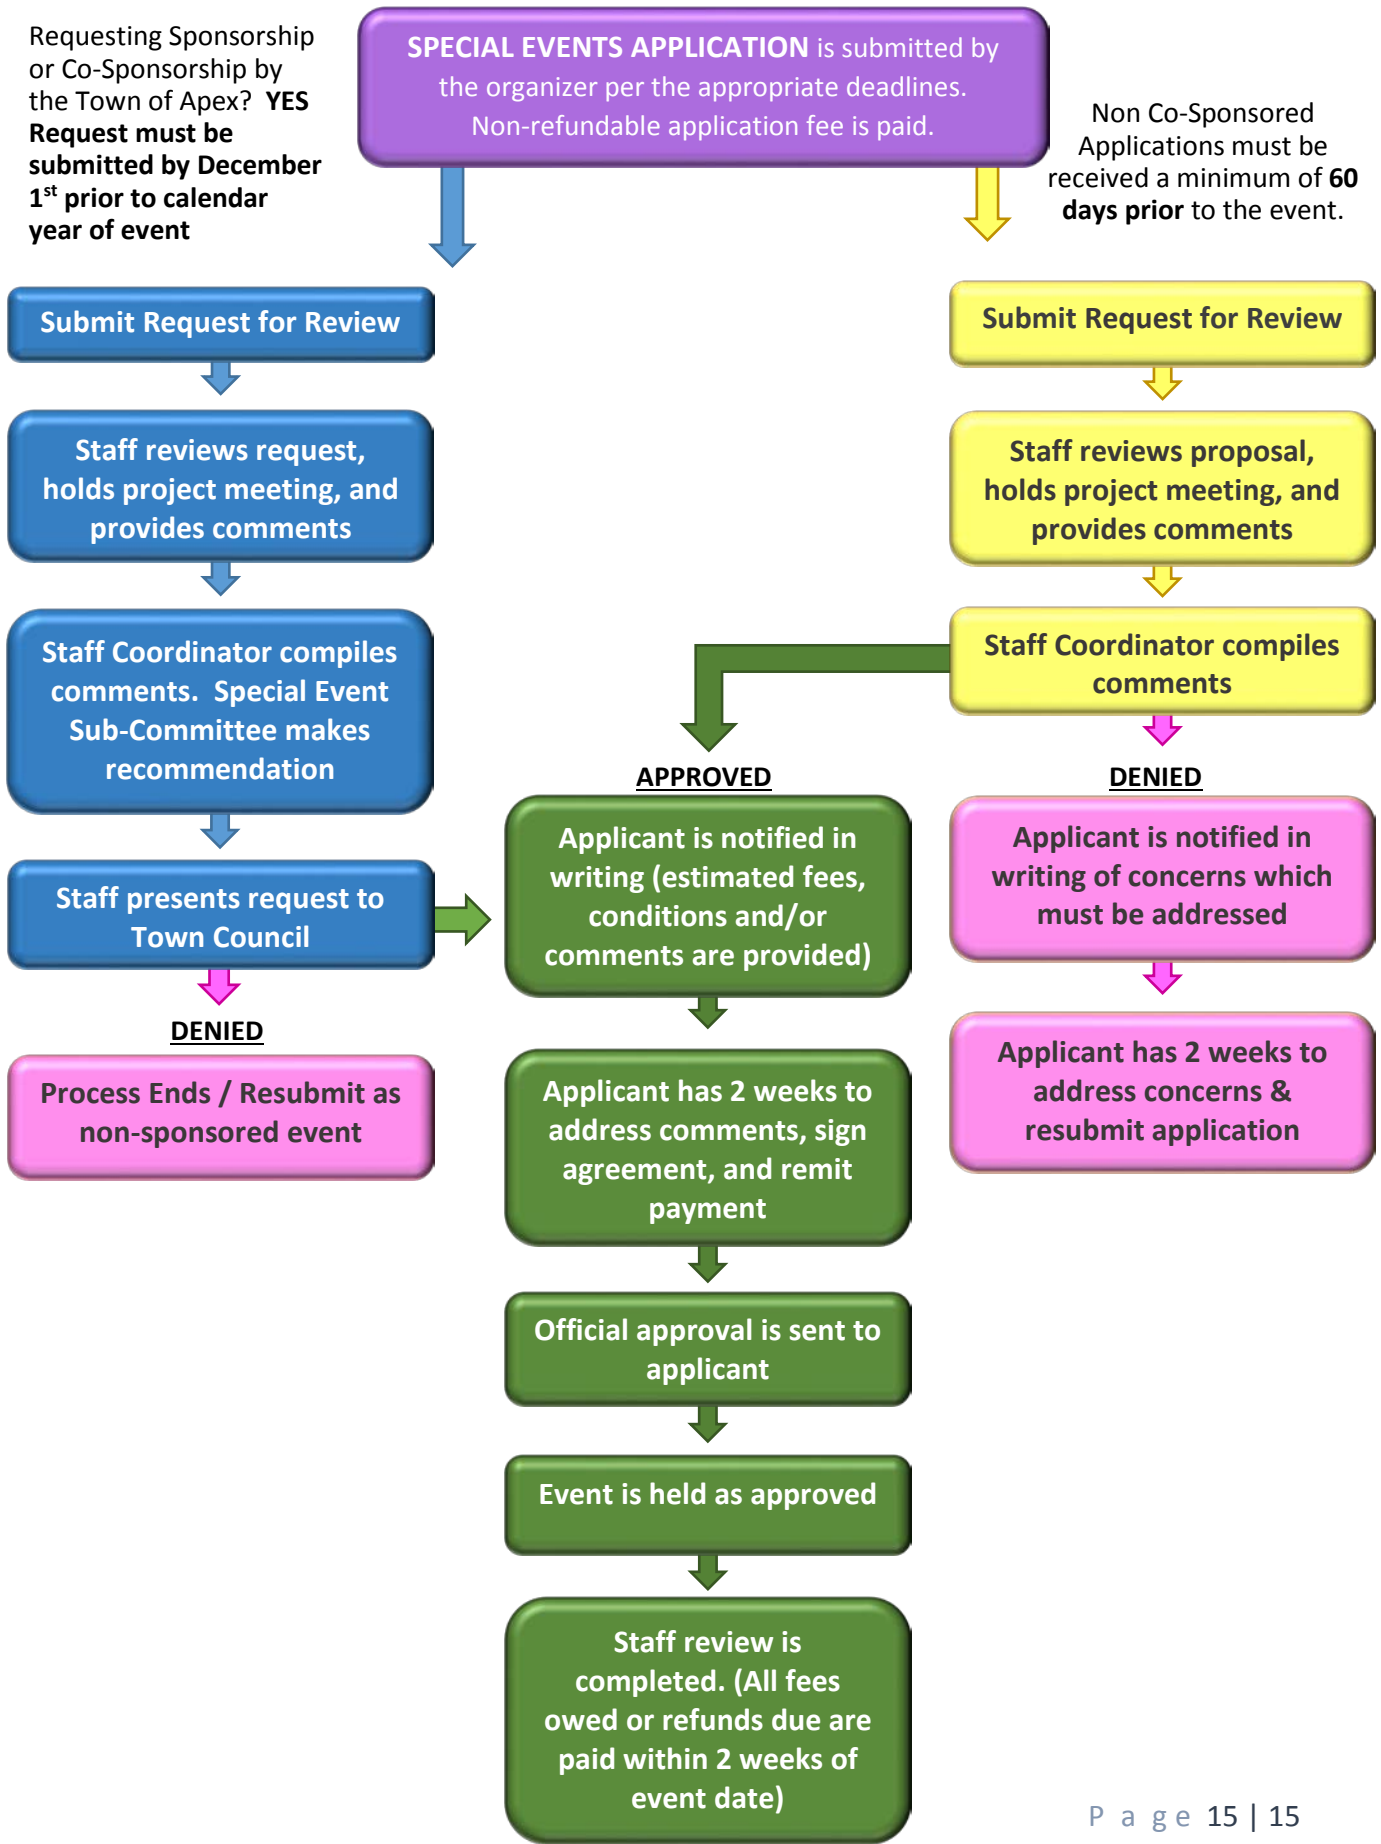 Requesting Sponsorship
or Co-Sponsorship by
the Town of Apex?  YES
Request must be
submitted by December
1st prior to calendar
year of event
SPECIAL EVENTS APPLICATION is submitted by
the organizer per the appropriate deadlines.
Non-refundable application fee is paid.
Non Co-Sponsored
Applications must be
received a minimum of 60
days prior to the event.
Submit Request for Review
Staff reviews request,
holds project meeting, and
provides comments
Staff Coordinator compiles
comments.  Special Event
Sub-Committee makes
recommendation
Staff presents request to
Town Council
DENIED
Process Ends / Resubmit as
non-sponsored event
Submit Request for Review
Staff reviews proposal,
holds project meeting, and
provides comments
Staff Coordinator compiles
comments
APPROVED
Applicant is notified in
writing (estimated fees,
conditions and/or
comments are provided)
Applicant has 2 weeks to
address comments, sign
agreement, and remit
payment
Official approval is sent to
applicant
Event is held as approved
Staff review is
completed. (All fees
owed or refunds due are
paid within 2 weeks of
event date)
DENIED
Applicant is notified in
writing of concerns which
must be addressed
Applicant has 2 weeks to
address concerns &
resubmit application
Page 15 | 15